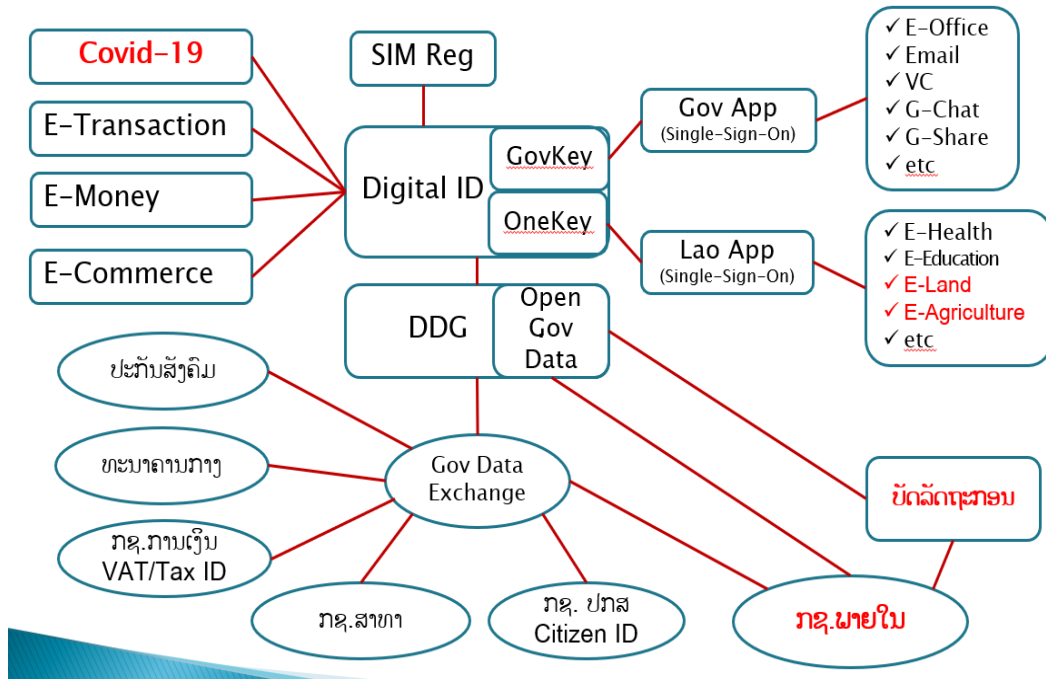 Covid-19
SIM Reg
E-Transaction
E-Money
E-Commerce
Digital ID
GovKey
OneKey
Gov App
(Single-Sign-On)
✓ E-Office
✓ Email
✓ VC
✓ G-Chat
✓ G-Share
✓ etc
Lao App
(Single-Sign-On)
✓ E-Health
✓ E-Education
✓ E-Land
✓ E-Agriculture
✓ etc
DDG
Open
Gov
Data
ປະກັນສັງຄົມ
ທະນາຄານກາງ
ກຊ.ການເງິນ
VAT/Tax ID
Gov Data
Exchange
ບັດລັດຖະກອນ
ກຊ.ສາທາ
ກຊ. ປກສ
Citizen ID
ກຊ.ພາຍໃນ